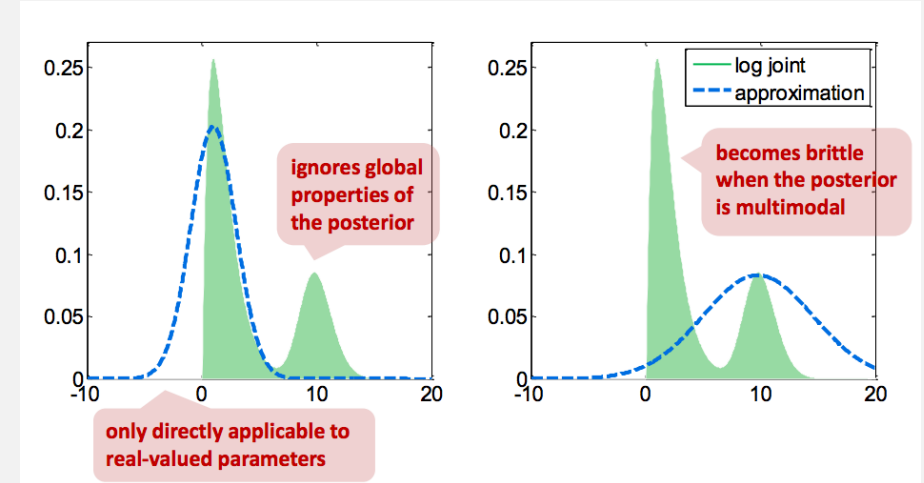 0.25
0.2
0.15
0.1
0.05
0
-10
0
10
20
ignores global
properties of
the posterior
only directly applicable to
real-valued parameters
0.25
0.2
0.15
0.1
0.05
0
-10
0
10
20
log joint
approximation
becomes brittle
when the posterior
is multimodal